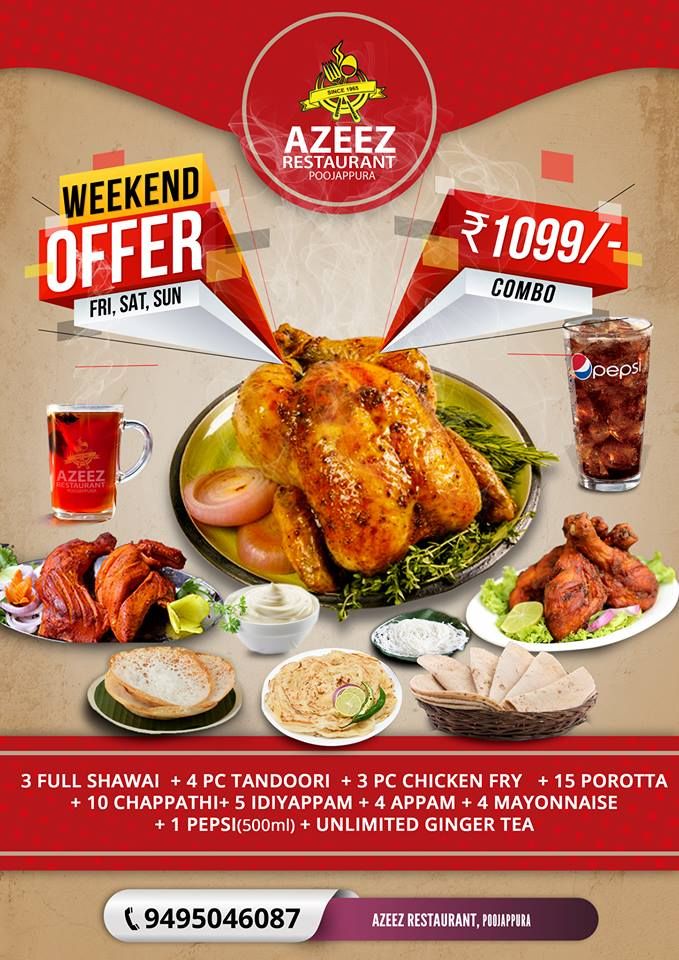 SINCE 1965
AZEEZ
RESTAURANT
POOJAPPURA
WEEKEND
OFFER
FRI, SAT, SUN
₹1099/-
COMBO
pepsi
AZEEZ
RESTAURANT
POOJAPPURA
3 FULL SHAWAI + 4 PC TANDOORI + 3 PC CHICKEN FRY + 15 POROTTA
+ 10 CHAPPATHI+ 5 IDIYAPPAM + 4 APPAM + 4 MAYONNAISE
+ 1 PEPSI(500ml) + UNLIMITED GINGER TEA
9495046087
AZEEZ RESTAURANT, POOJAPPURA